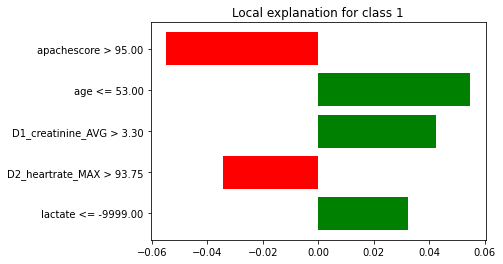 Local explanation for class 1
apachescore > 95.00
age <= 53.00
D1_creatinine_AVG > 3.30
D2_heartrate_MAX > 93.75
lactate <= -9999.00
−0.06 −0.04 −0.02 0.00 0.02 0.04 0.06